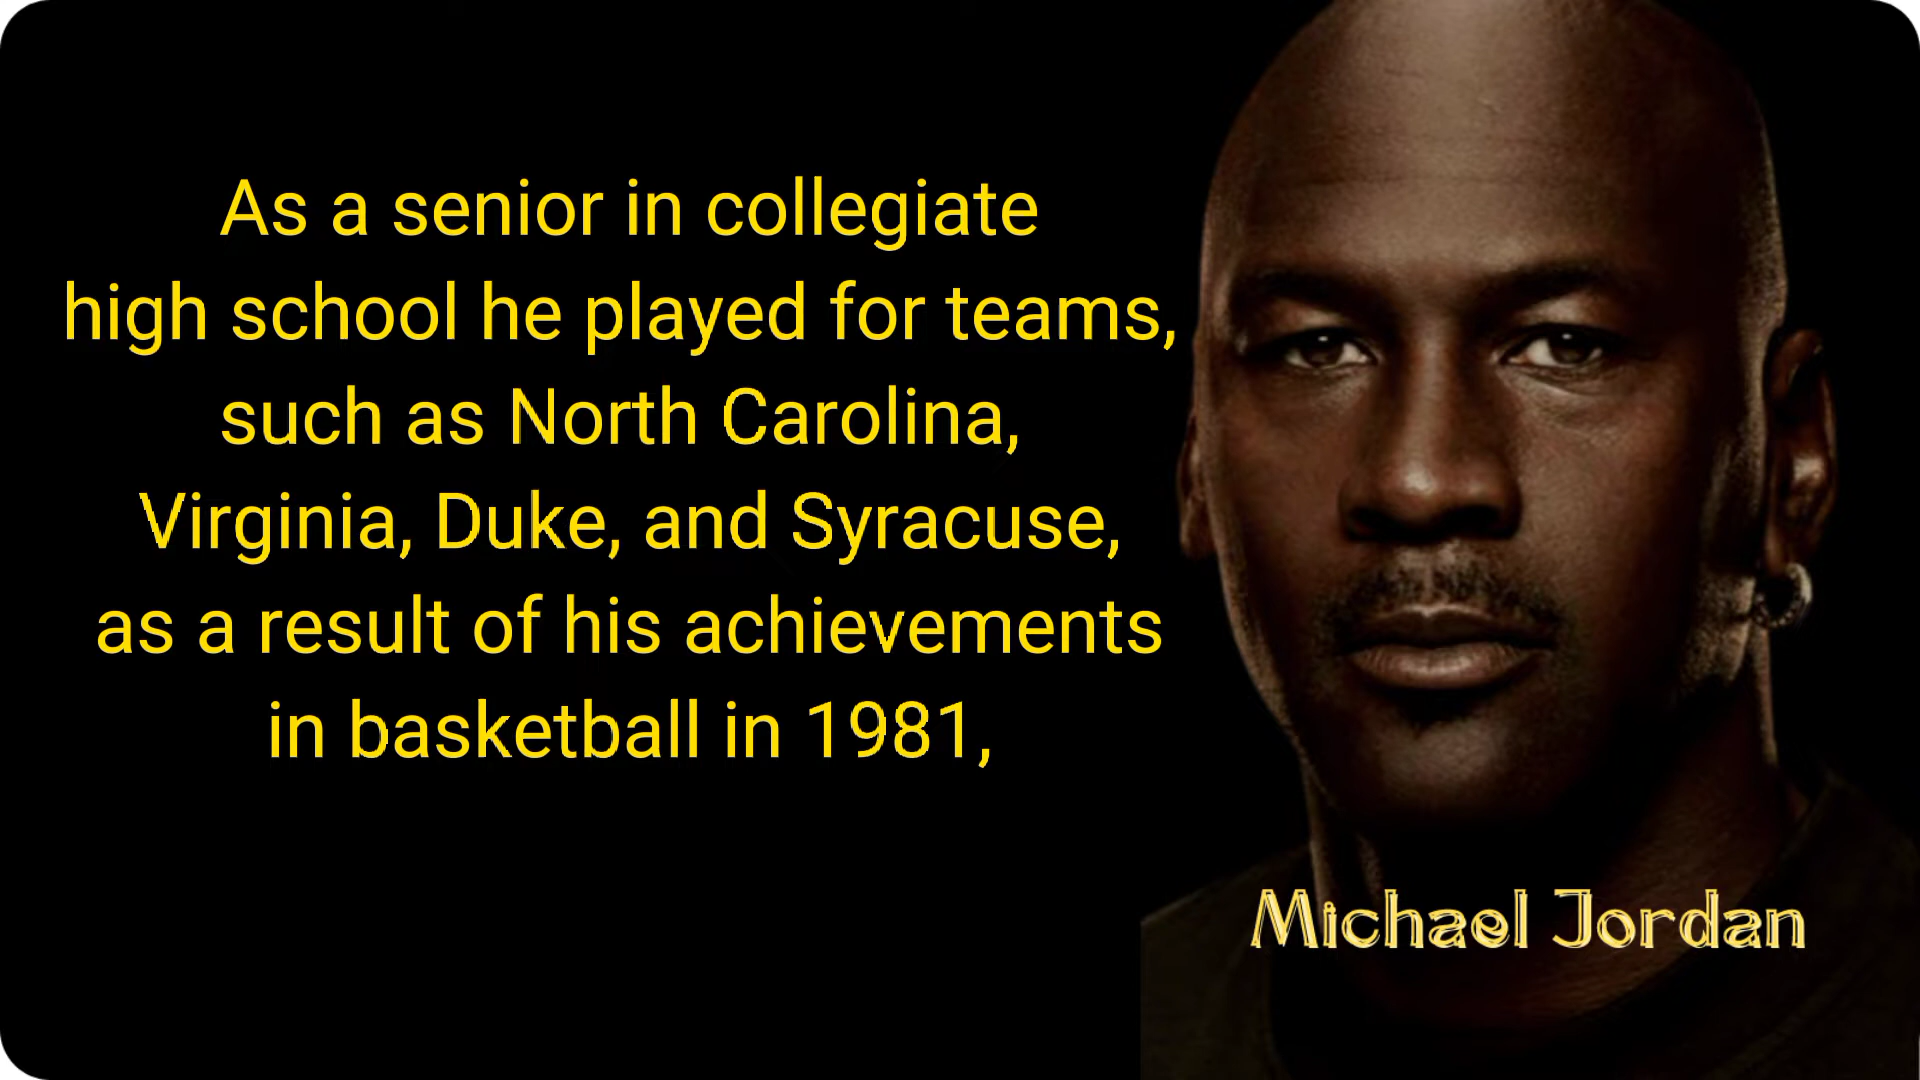 As a senior in collegiate
high school he played for teams,
such as North Carolina,
Virginia, Duke, and Syracuse,
as a result of his achievements
in basketball in 1981,
Michael Jordan